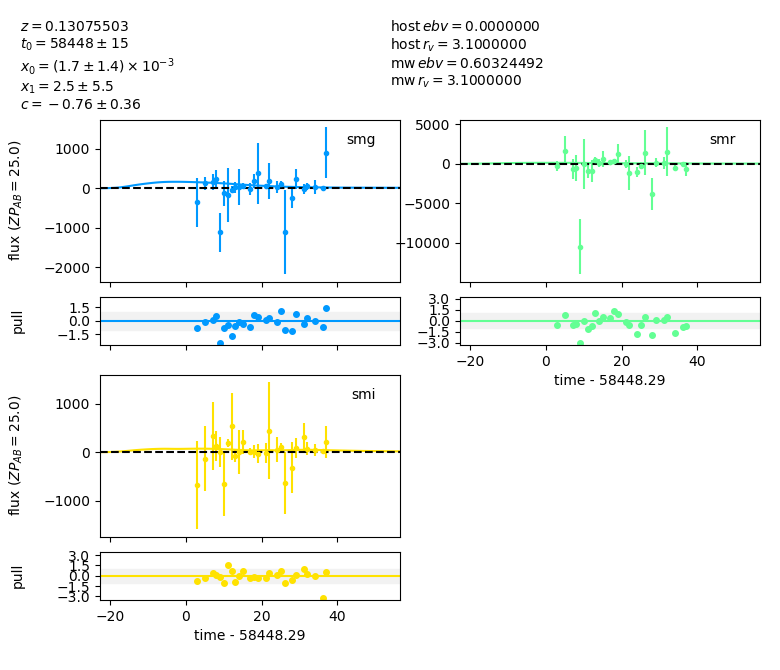 z = 0.13075503
t₀ = 58448 ± 15
x₀ = (1.7 ± 1.4) × 10⁻³
x₁ = 2.5 ± 5.5
c = −0.76 ± 0.36
host ebv = 0.0000000
host r_v = 3.1000000
mw ebv = 0.60324492
mw r_v = 3.1000000
smg
flux (ZP_AB = 25.0)
1000
0
−1000
−2000
smr
5000
0
−5000
−10000
pull
1.5
0.0
−1.5
3.0
1.5
0.0
−1.5
−3.0
−20
0
20
40
time - 58448.29
smi
flux (ZP_AB = 25.0)
1000
0
−1000
pull
3.0
1.5
0.0
−1.5
−3.0
−20
0
20
40
time - 58448.29